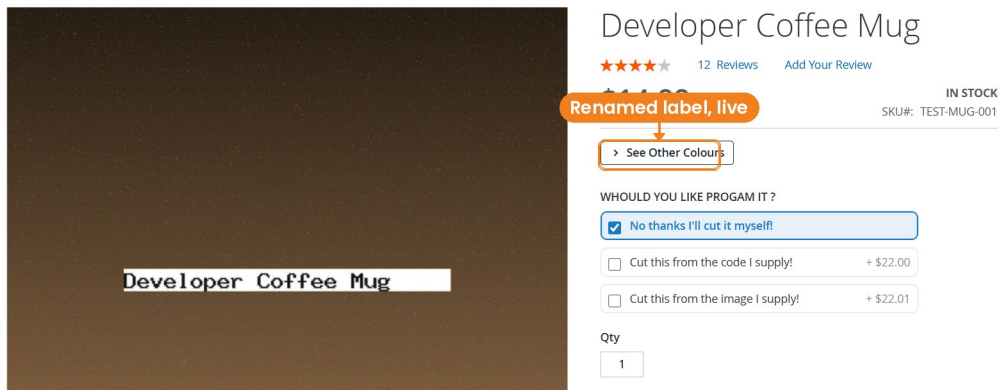 Developer Coffee Mug
12 Reviews Add Your Review
IN STOCK
Renamed label, live
SKU#: TEST-MUG-001
> See Other Colours
WHOULD YOU LIKE PROGAM IT ?
No thanks I'll cut it myself!
Cut this from the code I supply! + $22.00
Developer Coffee Mug
Cut this from the image I supply! + $22.01
Qty
1